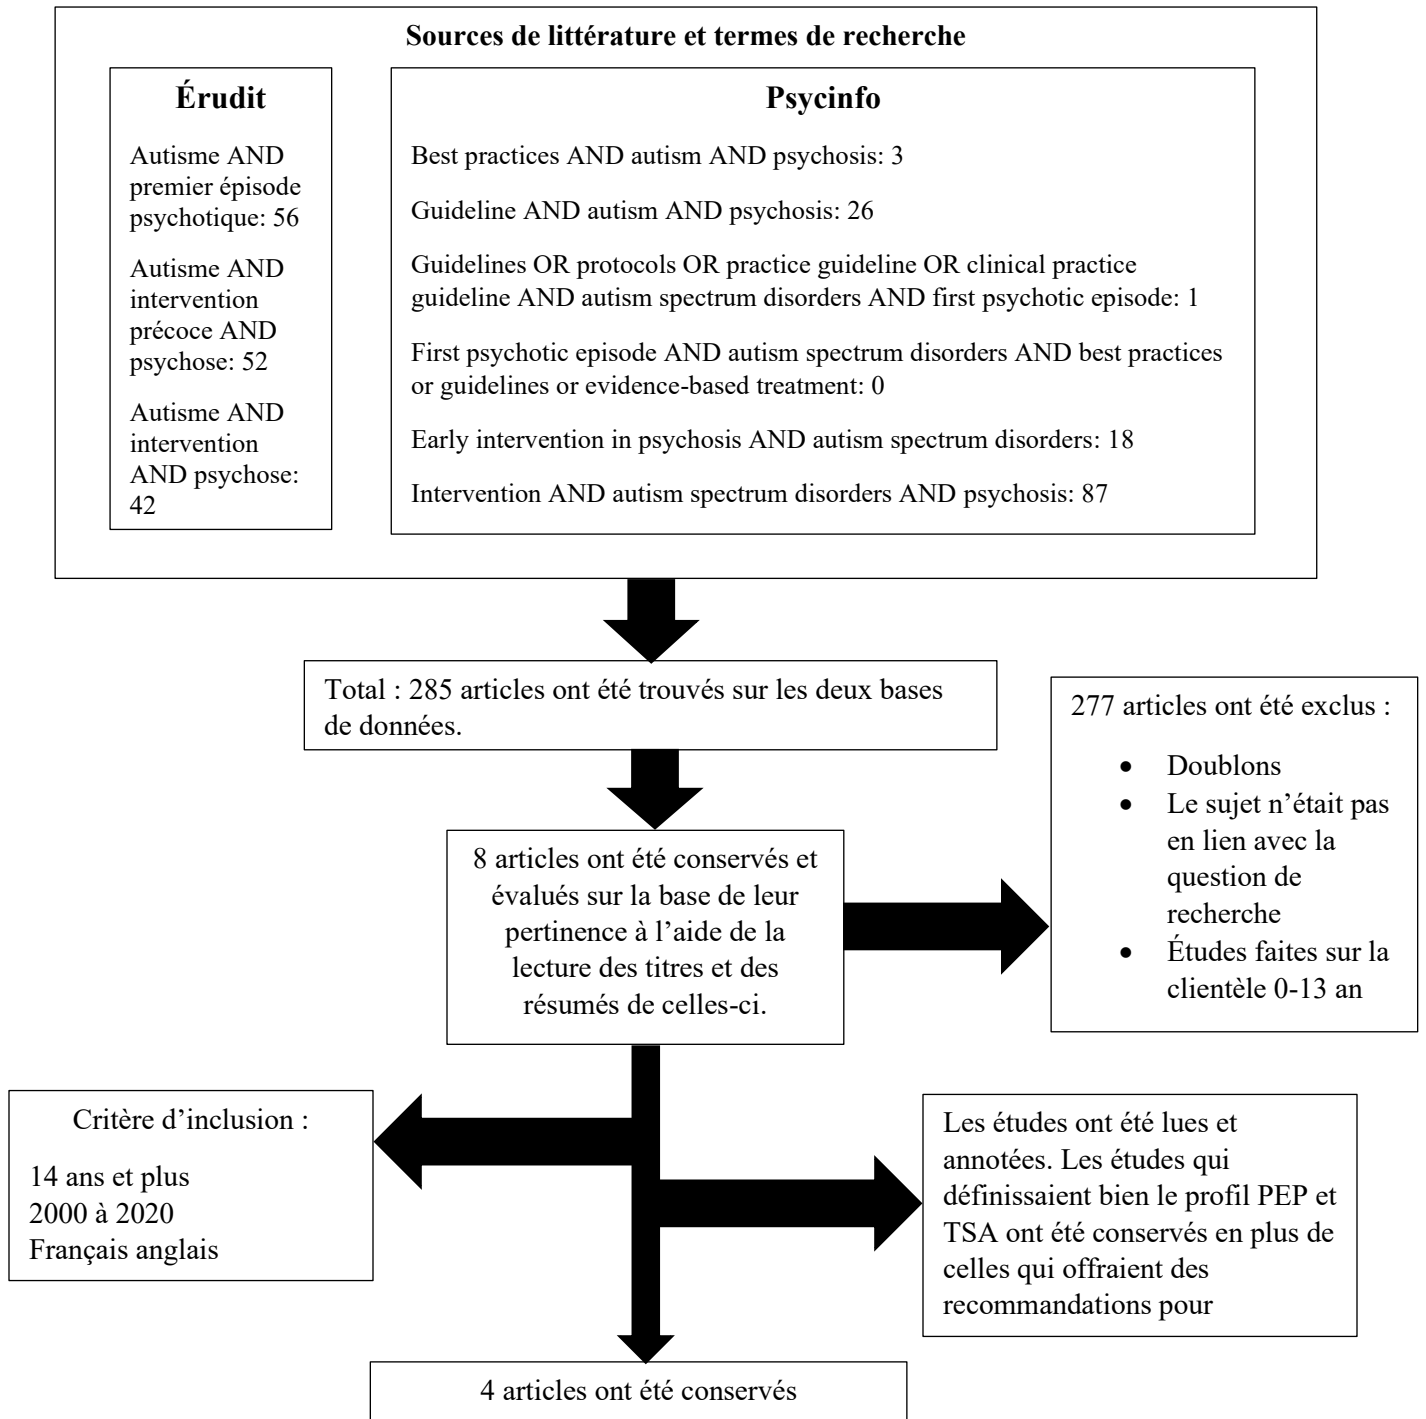 Sources de littérature et termes de recherche
Érudit
Autisme AND
premier épisode
psychotique: 56
Autisme AND
intervention
précoce AND
psychose: 52
Autisme AND
intervention
AND psychose:
42
Psycinfo
Best practices AND autism AND psychosis: 3
Guideline AND autism AND psychosis: 26
Guidelines OR protocols OR practice guideline OR clinical practice
guideline AND autism spectrum disorders AND first psychotic episode: 1
First psychotic episode AND autism spectrum disorders AND best practices
or guidelines or evidence-based treatment: 0
Early intervention in psychosis AND autism spectrum disorders: 18
Intervention AND autism spectrum disorders AND psychosis: 87
Total : 285 articles ont été trouvés sur les deux bases
de données.
277 articles ont été exclus :
• Doublons
• Le sujet n’était pas
en lien avec la
question de
recherche
• Études faites sur la
clientèle 0-13 an
8 articles ont été conservés et
évalués sur la base de leur
pertinence à l’aide de la
lecture des titres et des
résumés de celles-ci.
Critère d’inclusion :
14 ans et plus
2000 à 2020
Français anglais
Les études ont été lues et
annotées. Les études qui
définissaient bien le profil PEP et
TSA ont été conservés en plus de
celles qui offraient des
recommandations pour
4 articles ont été conservés